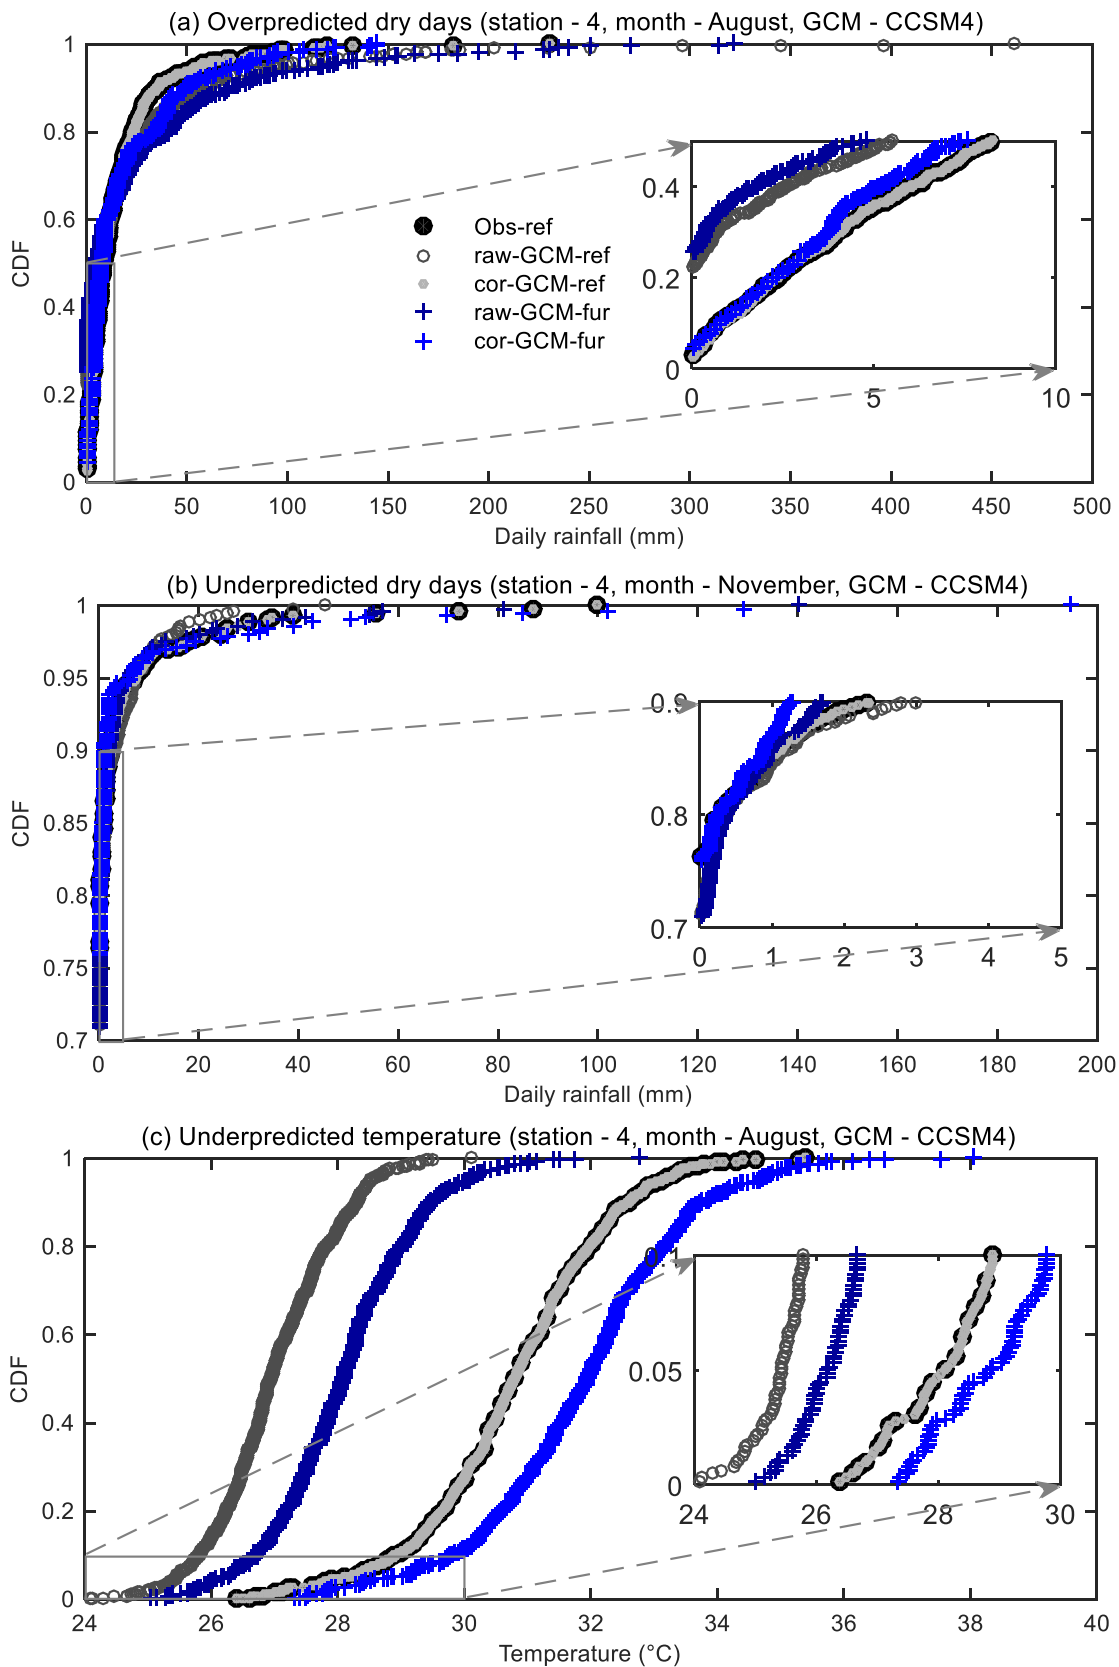 (a) Overpredicted dry days (station - 4, month - August, GCM - CCSM4)
1
0.8
0.6
0.4
0.2
0
CDF
0.4
0.2
0
0 5 10
Obs-ref
raw-GCM-ref
cor-GCM-ref
raw-GCM-fur
cor-GCM-fur
0 50 100 150 200 250 300 350 400 450 500
Daily rainfall (mm)
(b) Underpredicted dry days (station - 4, month - November, GCM - CCSM4)
1
0.95
0.9
0.85
0.8
0.75
0.7
CDF
0.9
0.8
0.7
0 1 2 3 4 5
0 20 40 60 80 100 120 140 160 180 200
Daily rainfall (mm)
(c) Underpredicted temperature (station - 4, month - August, GCM - CCSM4)
1
0.8
0.6
0.4
0.2
0
CDF
0.1
0.05
0
24 26 28 30
24 26 28 30 32 34 36 38 40
Temperature (°C)